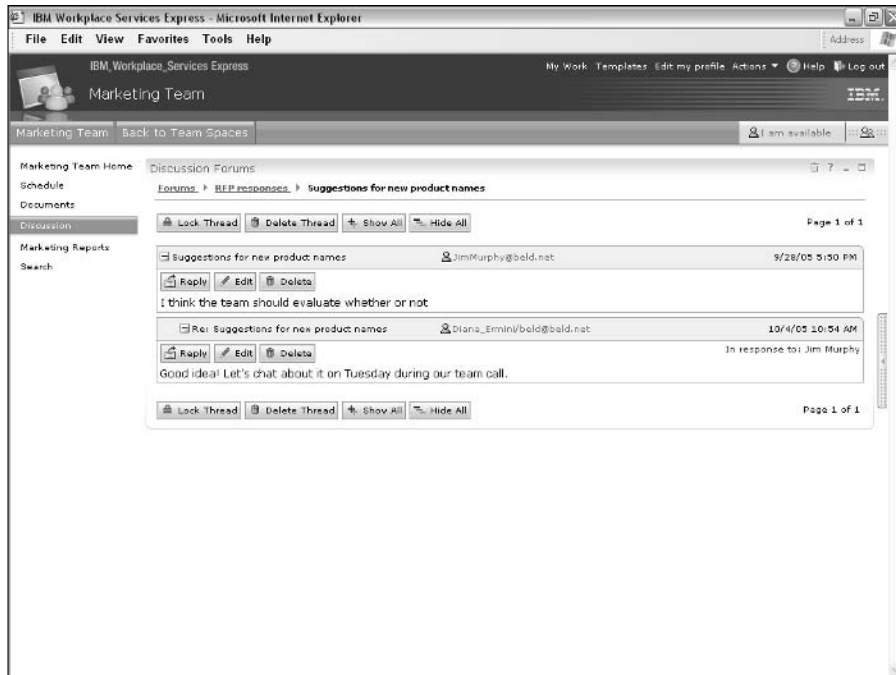 IBM Workplace Services Express - Microsoft Internet Explorer
File Edit View Favorites Tools Help Address
IBM_Workplace_Services Express My Work Templates Edit my profile Actions Help Log out
Marketing Team IBM.
Marketing Team Back to Team Spaces I am available
Marketing Team Home
Schedule
Documents
Discussion
Marketing Reports
Search
Discussion Forums
Forums RFP responses Suggestions for new product names
Lock Thread Delete Thread Show All Hide All Page 1 of 1
Suggestions for new product names JimMurphy@beld.net 9/28/05 5:50 PM
Reply Edit Delete
I think the team should evaluate whether or not
Re: Suggestions for new product names Diana_Ermini/beld@beld.net 10/4/05 10:54 AM
Reply Edit Delete In response to: Jim Murphy
Good idea! Let's chat about it on Tuesday during our team call.
Lock Thread Delete Thread Show All Hide All Page 1 of 1